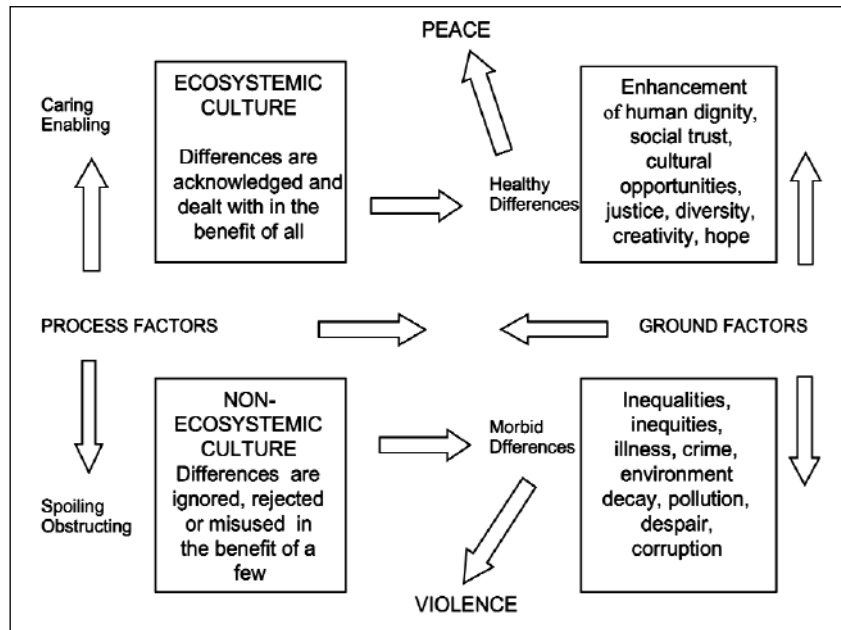 PEACE
Caring
Enabling
ECOSYSTEMIC
CULTURE
Differences are
acknowledged and
dealt with in the
benefit of all
Healthy
Differences
Enhancement
of human dignity,
social trust,
cultural
opportunities,
justice, diversity,
creativity, hope
PROCESS FACTORS
GROUND FACTORS
Spoiling
Obstructing
NON-
ECOSYSTEMIC
CULTURE
Differences are
ignored, rejected
or misused in
the benefit of a
few
Morbid
Dfferences
Inequalities,
inequities,
illness, crime,
environment
decay, pollution,
despair,
corruption
VIOLENCE